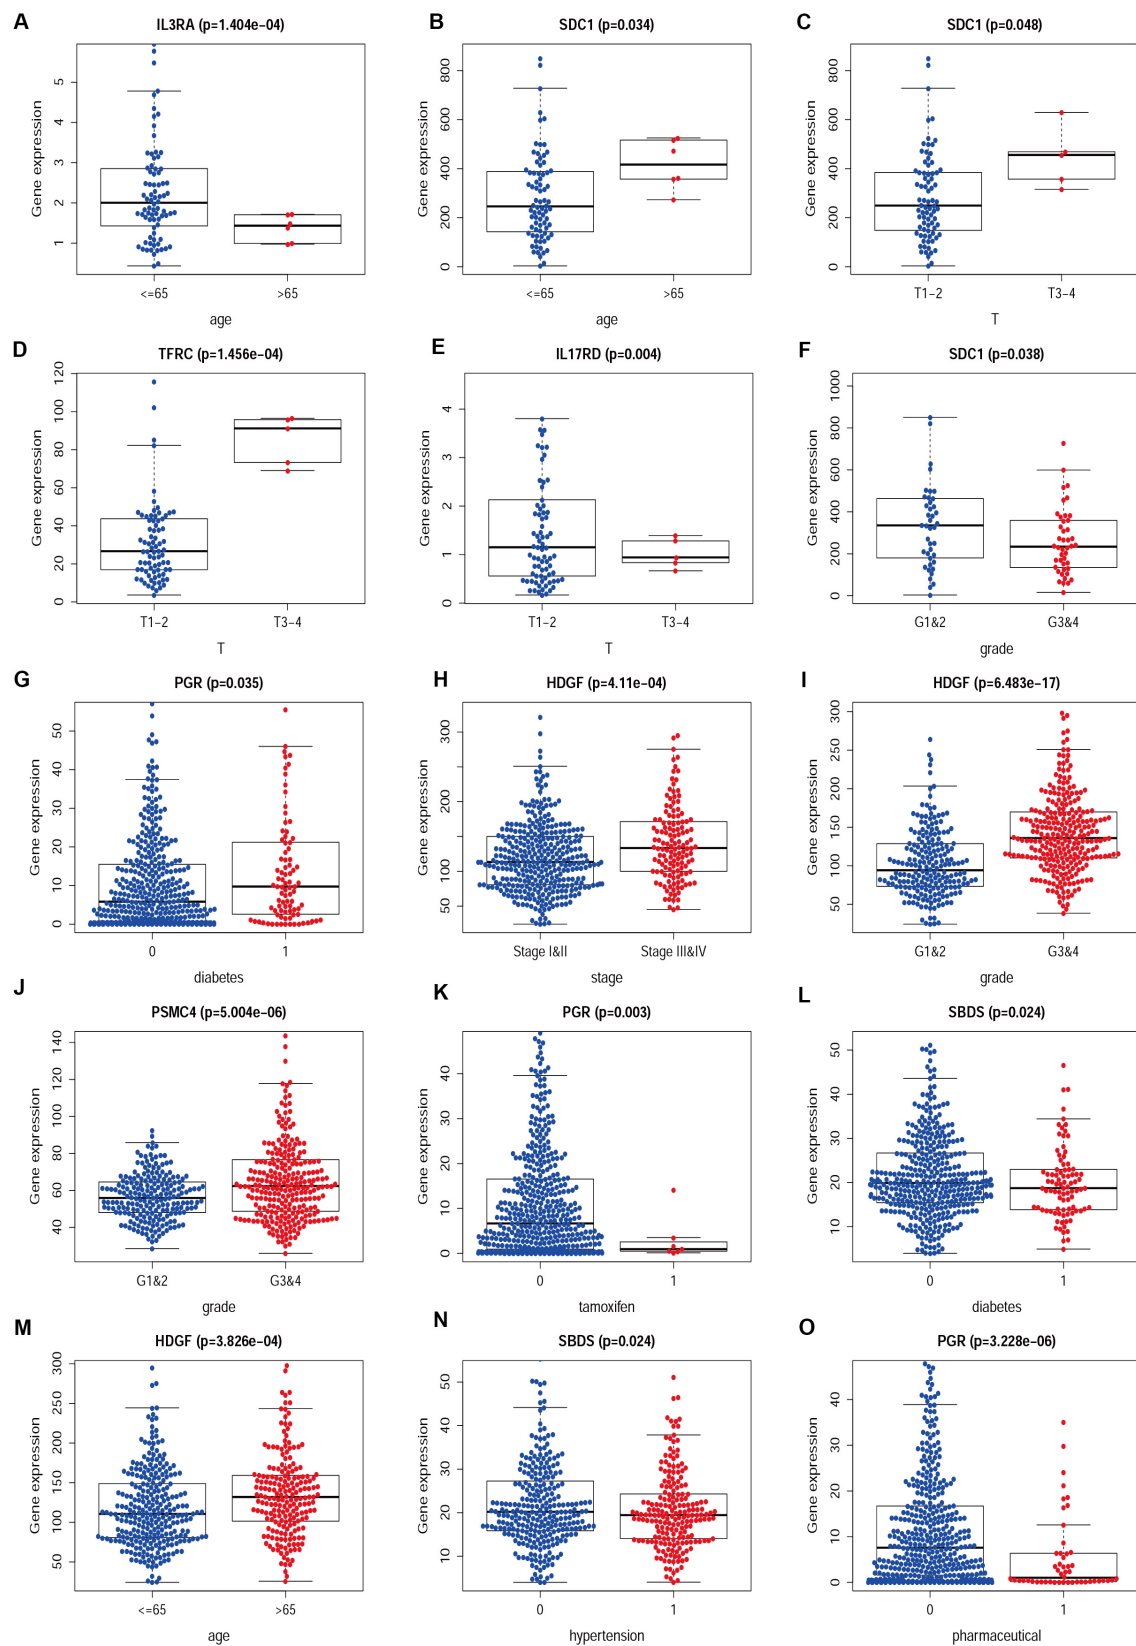 A
IL3RA (p=1.404e−04)
Gene expression
5
4
3
2
1
<=65
>65
age
B
SDC1 (p=0.034)
Gene expression
800
600
400
200
0
<=65
>65
age
C
SDC1 (p=0.048)
Gene expression
800
600
400
200
0
T1−2
T3−4
T
D
TFRC (p=1.456e−04)
Gene expression
120
100
80
60
40
20
0
T1−2
T3−4
T
E
IL17RD (p=0.004)
Gene expression
4
3
2
1
0
T1−2
T3−4
T
F
SDC1 (p=0.038)
Gene expression
1000
800
600
400
200
0
G1&2
G3&4
grade
G
PGR (p=0.035)
Gene expression
50
40
30
20
10
0
0
1
diabetes
H
HDGF (p=4.11e−04)
Gene expression
300
200
100
50
Stage I&II
Stage III&IV
stage
I
HDGF (p=6.483e−17)
Gene expression
300
250
200
150
100
50
G1&2
G3&4
grade
J
PSMC4 (p=5.004e−06)
Gene expression
140
120
100
80
60
40
G1&2
G3&4
grade
K
PGR (p=0.003)
Gene expression
40
30
20
10
0
0
1
tamoxifen
L
SBDS (p=0.024)
Gene expression
50
40
30
20
10
0
1
diabetes
M
HDGF (p=3.826e−04)
Gene expression
300
250
200
150
100
50
<=65
>65
age
N
SBDS (p=0.024)
Gene expression
50
40
30
20
10
0
1
hypertension
O
PGR (p=3.228e−06)
Gene expression
40
30
20
10
0
0
1
pharmaceutical